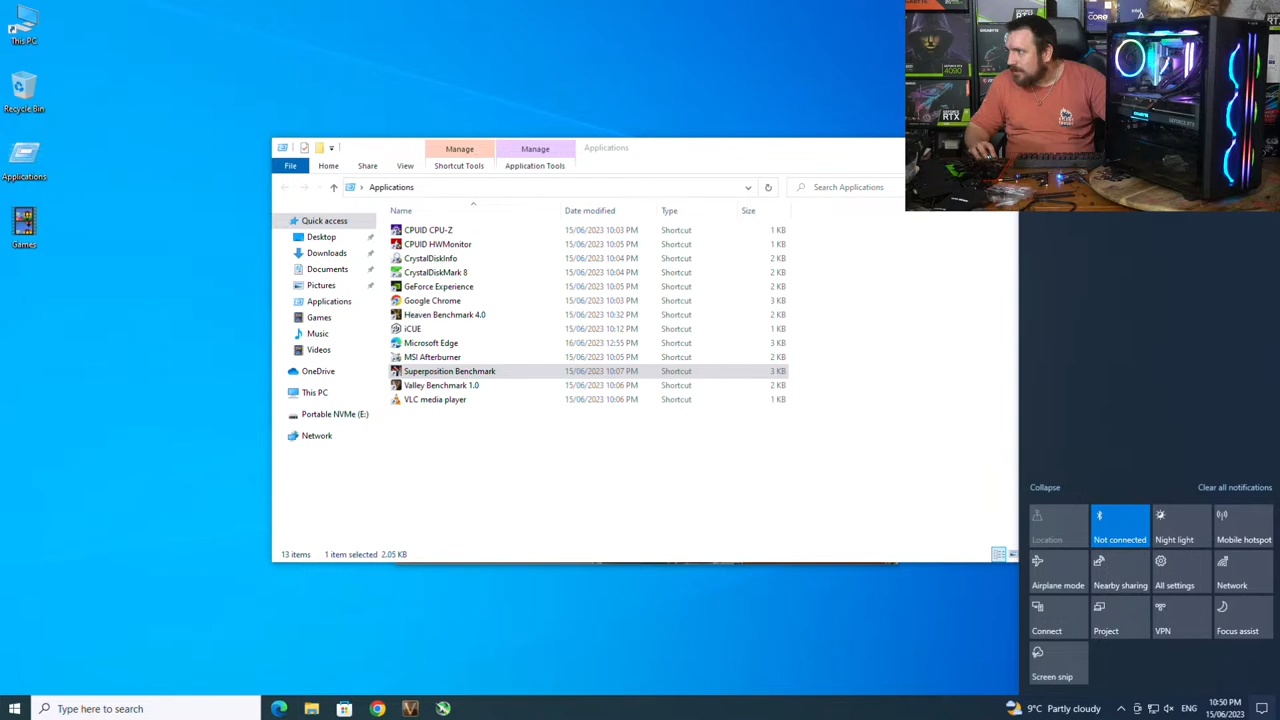 This PC
Recycle Bin
Applications
Games
Manage
Manage
Applications
File
Home
Share
View
Shortcut Tools
Application Tools
Applications
Search Applications
Quick access
Desktop
Downloads
Documents
Pictures
Applications
Games
Music
Videos
OneDrive
This PC
Portable NVMe (E:)
Network
Name
Date modified
Type
Size
CPUID CPU-Z 15/06/2023 10:03 PM Shortcut 1 KB
CPUID HWMonitor 15/06/2023 10:05 PM Shortcut 1 KB
CrystalDiskInfo 15/06/2023 10:04 PM Shortcut 2 KB
CrystalDiskMark 8 15/06/2023 10:04 PM Shortcut 2 KB
GeForce Experience 15/06/2023 10:05 PM Shortcut 2 KB
Google Chrome 15/06/2023 10:03 PM Shortcut 3 KB
Heaven Benchmark 4.0 15/06/2023 10:32 PM Shortcut 2 KB
iCUE 15/06/2023 10:12 PM Shortcut 1 KB
Microsoft Edge 16/06/2023 12:55 PM Shortcut 3 KB
MSI Afterburner 15/06/2023 10:05 PM Shortcut 2 KB
Superposition Benchmark 15/06/2023 10:07 PM Shortcut 3 KB
Valley Benchmark 1.0 15/06/2023 10:06 PM Shortcut 2 KB
VLC media player 15/06/2023 10:06 PM Shortcut 1 KB
13 items 1 item selected 2.05 KB
GIGABYTE
RTX
4090
RTX
CORE
Collapse
Clear all notifications
Location
Not connected
Night light
Mobile hotspot
Airplane mode
Nearby sharing
All settings
Network
Connect
Project
VPN
Focus assist
Screen snip
Type here to search
9°C Partly cloudy
ENG
10:50 PM
15/06/2023